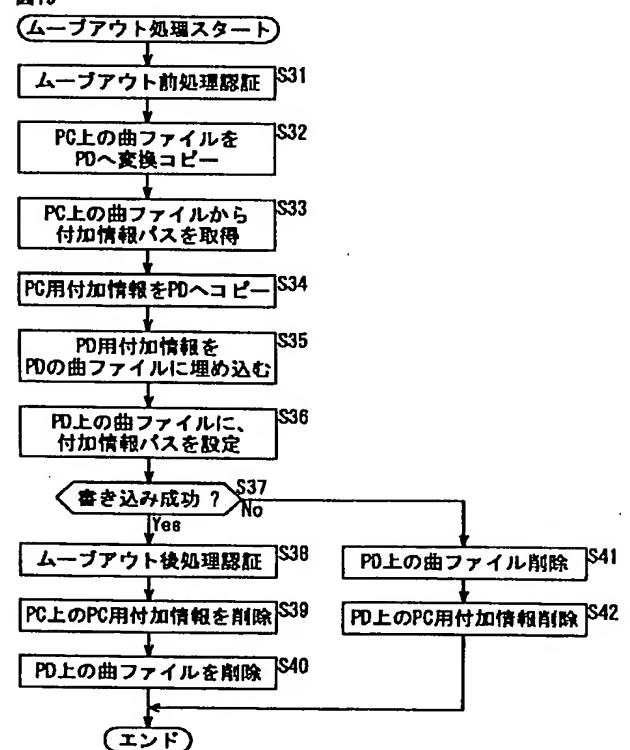 ムーブアウト処理スタート
ムーブアウト前処理認証 S31
PC上の曲ファイルを
PDへ変換コピー S32
PC上の曲ファイルから
付加情報パスを取得 S33
PC用付加情報をPDへコピー S34
PD用付加情報を
PDの曲ファイルに埋め込む S35
PD上の曲ファイルに、
付加情報パスを設定 S36
書き込み成功 ? S37
Yes
No
ムーブアウト後処理認証 S38
PD上の曲ファイル削除 S41
PC上のPC用付加情報を削除 S39
PD上のPC用付加情報削除 S42
PD上の曲ファイルを削除 S40
エンド